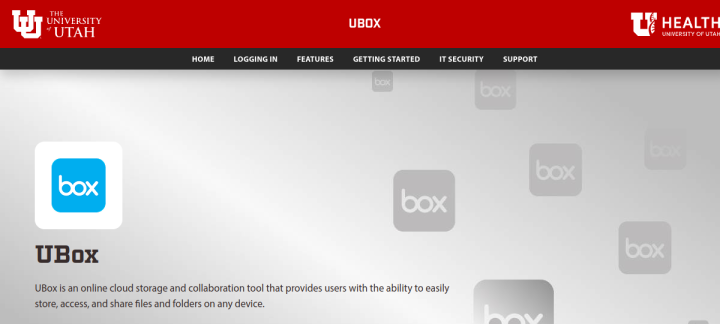 THE
UNIVERSITY
OF UTAH
UBOX
HEALTH
UNIVERSITY OF UTAH
HOME LOGGING IN FEATURES GETTING STARTED IT SECURITY SUPPORT
box
box
box
box
box
box
box
box
UBox
UBox is an online cloud storage and collaboration tool that provides users with the ability to easily
store, access, and share files and folders on any device.